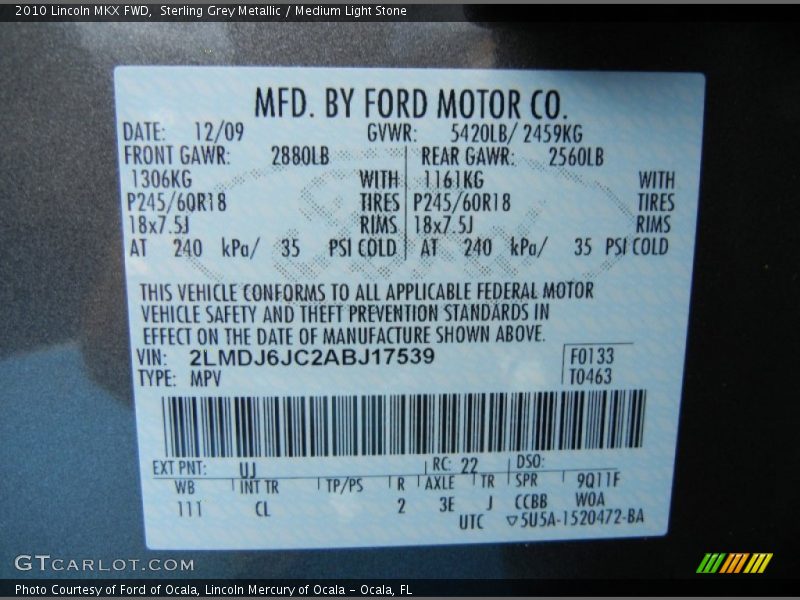 2010 Lincoln MKX FWD, Sterling Grey Metallic / Medium Light Stone
MFD. BY FORD MOTOR CO.
DATE: 12/09 GVWR: 5420LB/ 2459KG
FRONT GAWR: 2880LB REAR GAWR: 2560LB
1306KG WITH 1161KG WITH
P245/60R18 TIRES P245/60R18 TIRES
18x7.5J RIMS 18x7.5J RIMS
AT 240 kPa/ 35 PSI COLD AT 240 kPa/ 35 PSI COLD
THIS VEHICLE CONFORMS TO ALL APPLICABLE FEDERAL MOTOR
VEHICLE SAFETY AND THEFT PREVENTION STANDARDS IN
EFFECT ON THE DATE OF MANUFACTURE SHOWN ABOVE.
VIN: 2LMDJ6JC2ABJ17539 F0133
TYPE: MPV T0463
EXT PNT: UJ RC: 22 DSO:
WB INT TR TP/PS R AXLE TR SPR 9Q11F
111 CL 2 3E J CCBB WOA
UTC ▽5U5A-1520472-BA
GTCARLOT.COM
Photo Courtesy of Ford of Ocala, Lincoln Mercury of Ocala - Ocala, FL